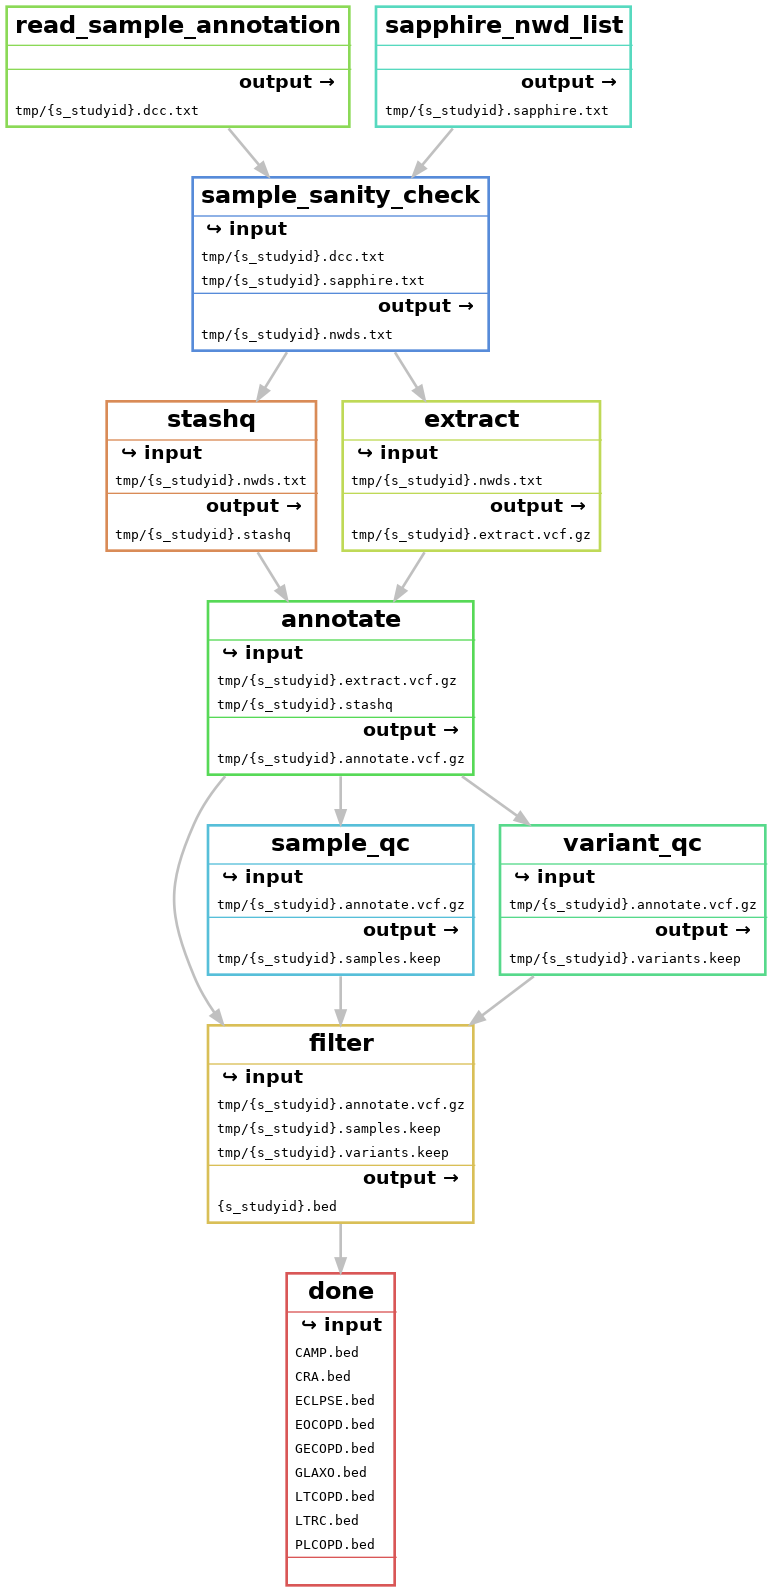 read_sample_annotation
output →
tmp/{s_studyid}.dcc.txt
sapphire_nwd_list
output →
tmp/{s_studyid}.sapphire.txt
sample_sanity_check
↪ input
tmp/{s_studyid}.dcc.txt
tmp/{s_studyid}.sapphire.txt
output →
tmp/{s_studyid}.nwds.txt
stashq
↪ input
tmp/{s_studyid}.nwds.txt
output →
tmp/{s_studyid}.stashq
extract
↪ input
tmp/{s_studyid}.nwds.txt
output →
tmp/{s_studyid}.extract.vcf.gz
annotate
↪ input
tmp/{s_studyid}.extract.vcf.gz
tmp/{s_studyid}.stashq
output →
tmp/{s_studyid}.annotate.vcf.gz
sample_qc
↪ input
tmp/{s_studyid}.annotate.vcf.gz
output →
tmp/{s_studyid}.samples.keep
variant_qc
↪ input
tmp/{s_studyid}.annotate.vcf.gz
output →
tmp/{s_studyid}.variants.keep
filter
↪ input
tmp/{s_studyid}.annotate.vcf.gz
tmp/{s_studyid}.samples.keep
tmp/{s_studyid}.variants.keep
output →
{s_studyid}.bed
done
↪ input
CAMP.bed
CRA.bed
ECLPSE.bed
EOCOPD.bed
GECOPD.bed
GLAXO.bed
LTCOPD.bed
LTRC.bed
PLCOPD.bed